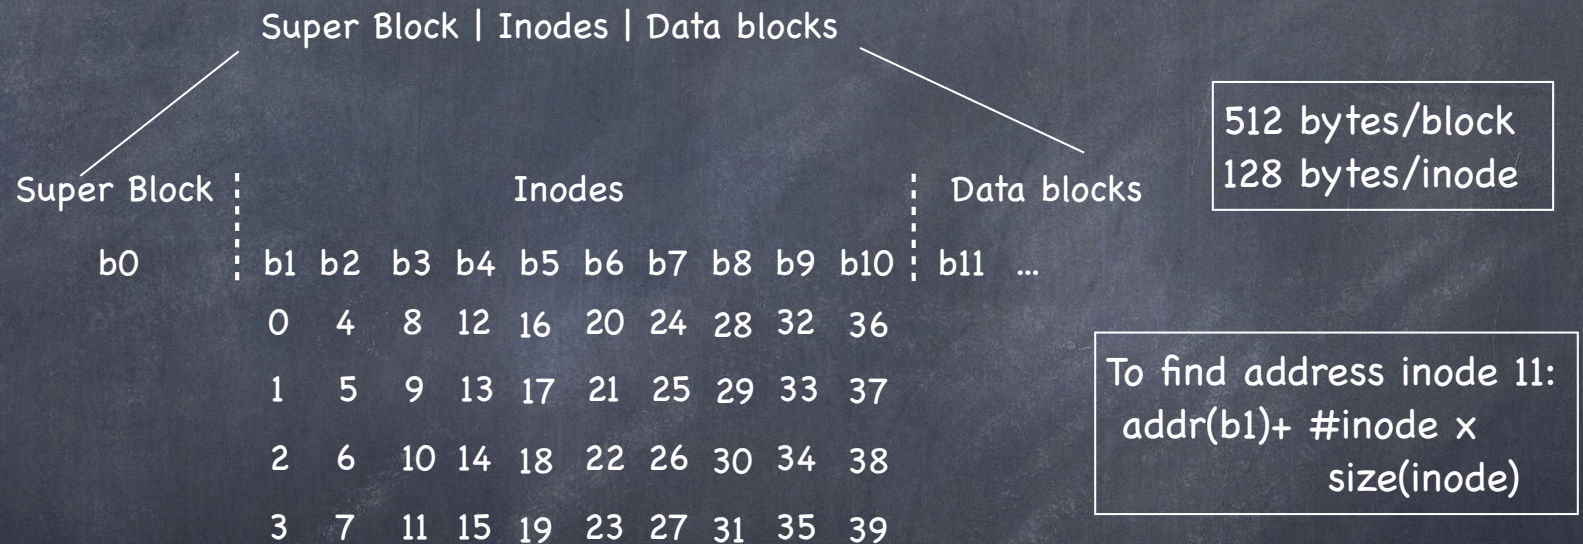 Super Block | Inodes | Data blocks
512 bytes/block
128 bytes/inode
Super Block Inodes Data blocks
b0 b1 b2 b3 b4 b5 b6 b7 b8 b9 b10 b11 ...
0 4 8 12 16 20 24 28 32 36
1 5 9 13 17 21 25 29 33 37
2 6 10 14 18 22 26 30 34 38
3 7 11 15 19 23 27 31 35 39
To find address inode 11:
addr(b1)+ #inode x
size(inode)